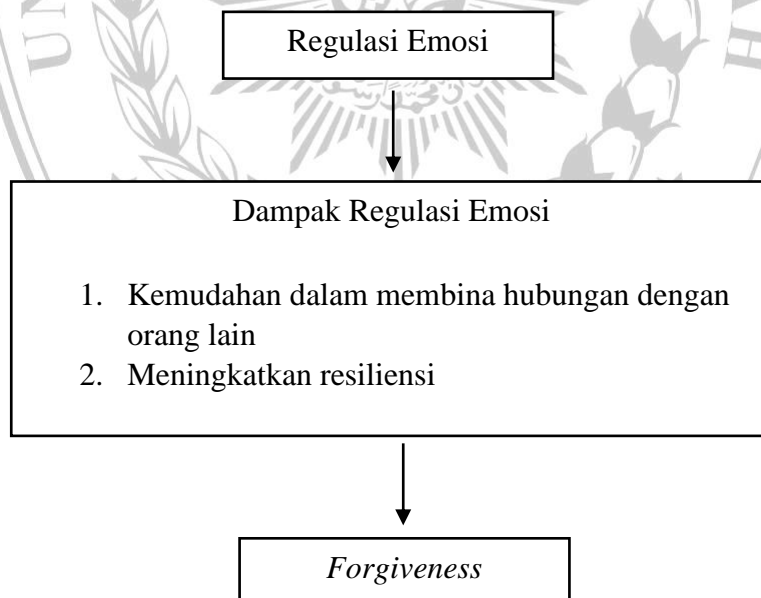 Regulasi Emosi
Dampak Regulasi Emosi
1. Kemudahan dalam membina hubungan dengan
orang lain
2. Meningkatkan resiliensi
Forgiveness